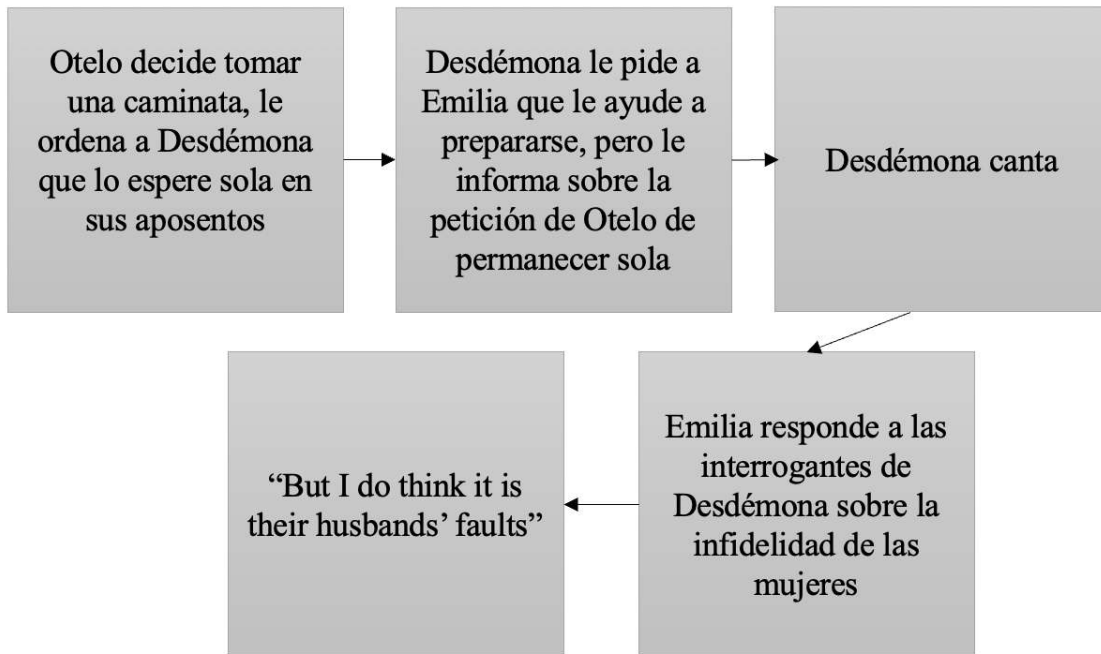 Otelo decide tomar
una caminata, le
ordena a Desdémona
que lo espere sola en
sus aposentos
Desdémona le pide a
Emilia que le ayude a
prepararse, pero le
informa sobre la
petición de Otelo de
permanecer sola
Desdémona canta
Emilia responde a las
interrogantes de
Desdémona sobre la
infidelidad de las
mujeres
“But I do think it is
their husbands’ faults”